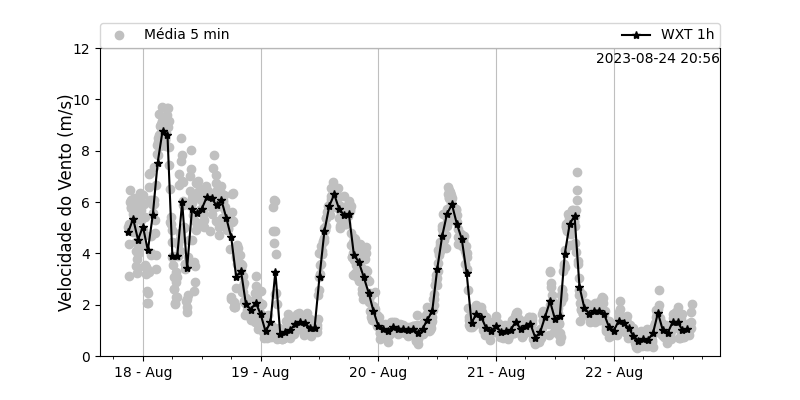 Média 5 min
WXT 1h
2023-08-24 20:56
Velocidade do Vento (m/s)
12
10
8
6
4
2
0
18 - Aug
19 - Aug
20 - Aug
21 - Aug
22 - Aug